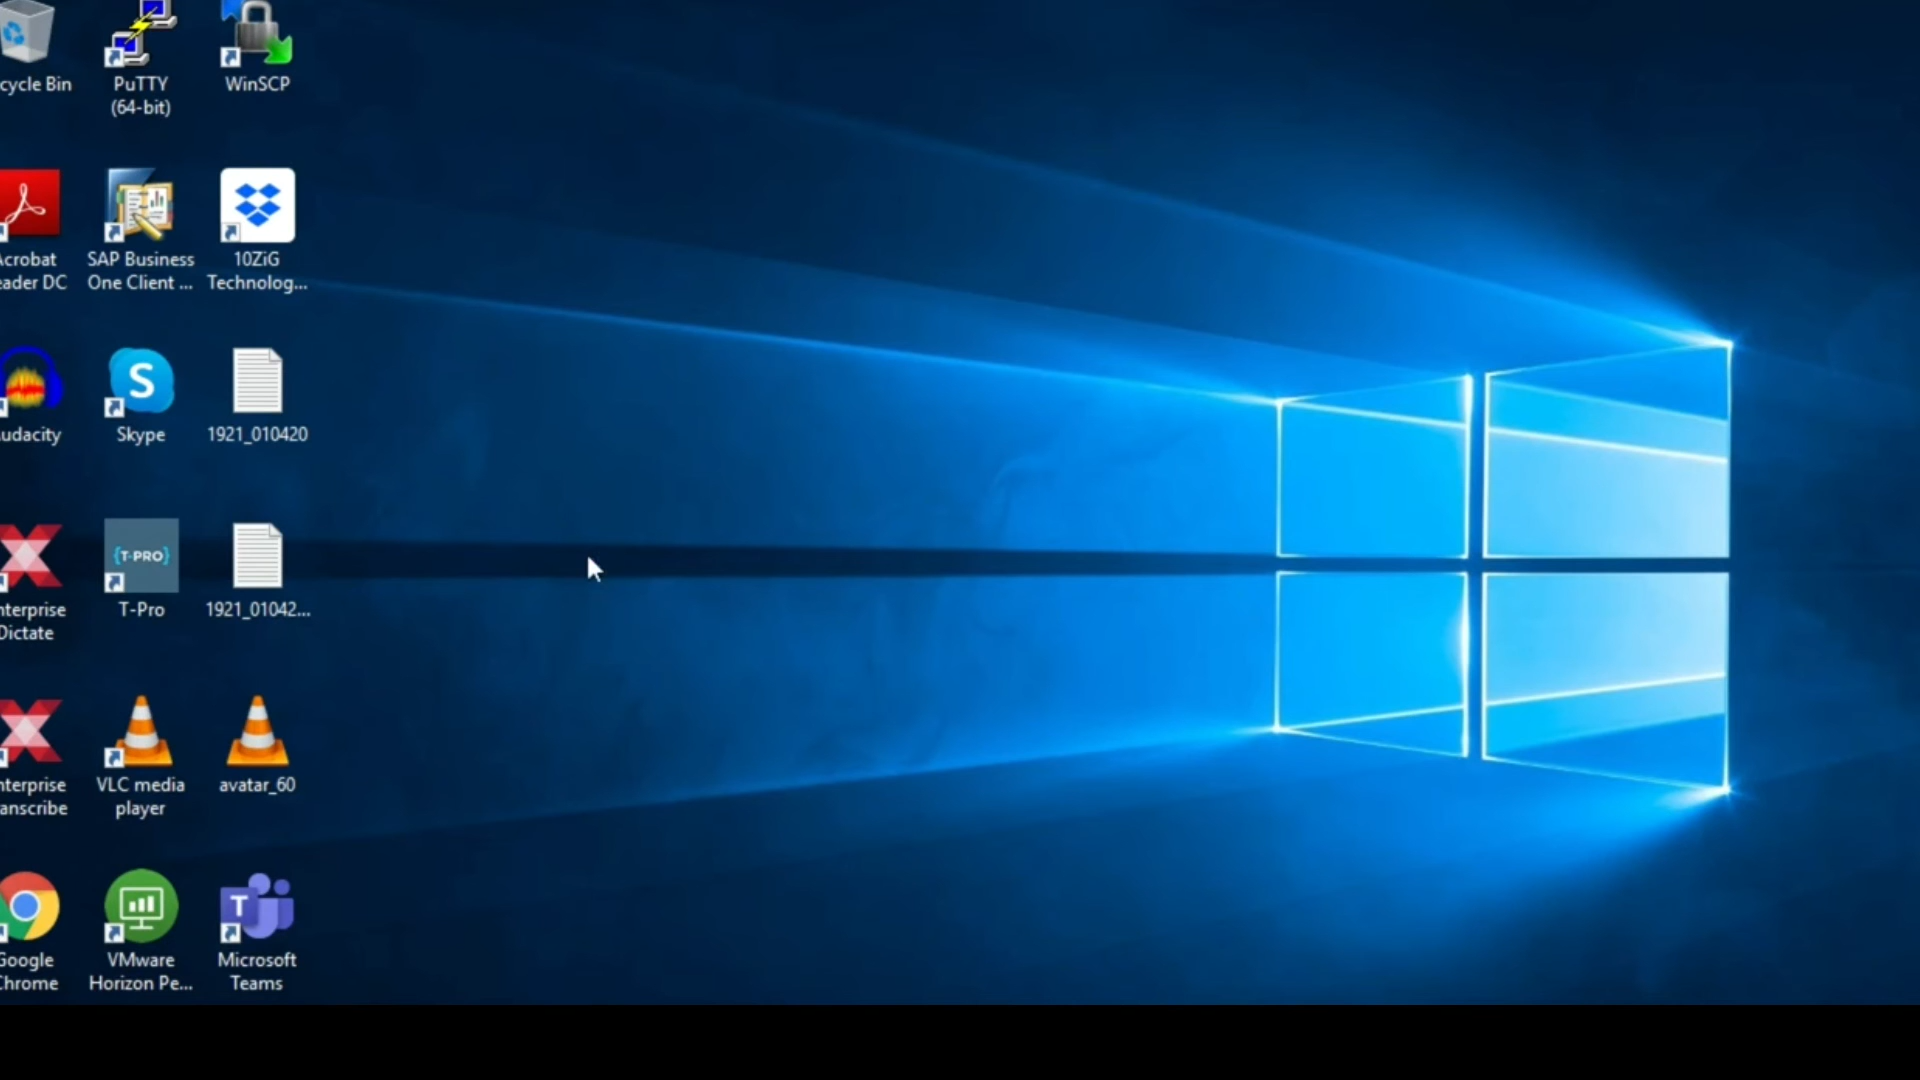 cycle Bin
PuTTY
(64-bit)
WinSCP
Acrobat
eader DC
SAP Business
One Client ...
10ZiG
Technolog...
udacity
S
Skype
1921_010420
nterprise
Dictate
{T-PRO}
T-Pro
1921_01042...
nterprise
anscribe
VLC media
player
avatar_60
Google
Chrome
VMware
Horizon Pe...
T
Microsoft
Teams